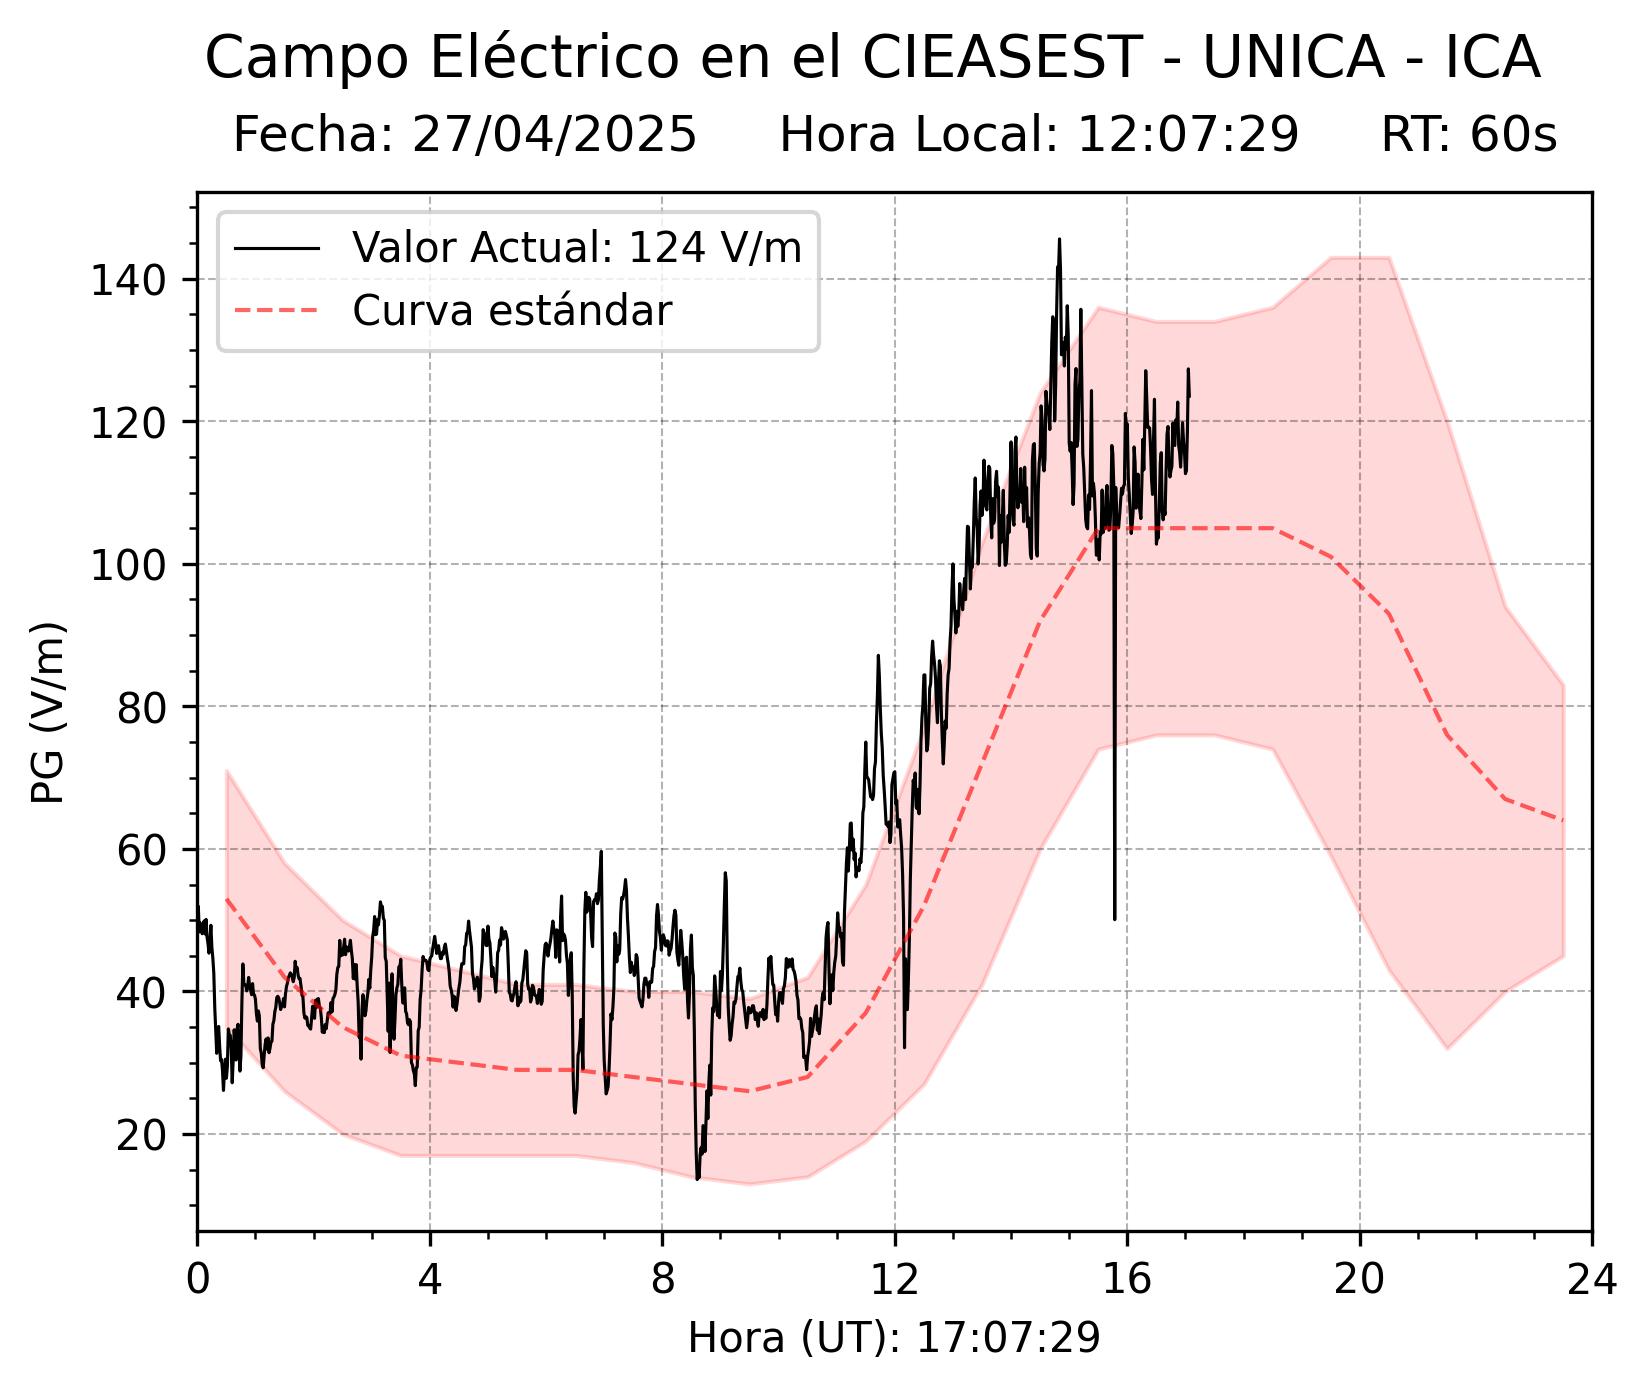 Campo Eléctrico en el CIEASEST - UNICA - ICA
Fecha: 27/04/2025 Hora Local: 12:07:29 RT: 60s
Valor Actual: 124 V/m
Curva estándar
PG (V/m)
140
120
100
80
60
40
20
0 4 8 12 16 20 24
Hora (UT): 17:07:29